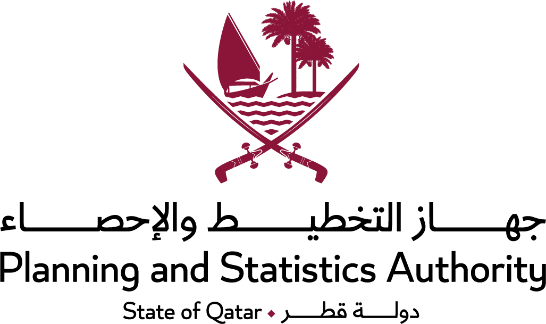 جهاز التخطيط والإحصاء
Planning and Statistics Authority
State of Qatar • دولة قطر